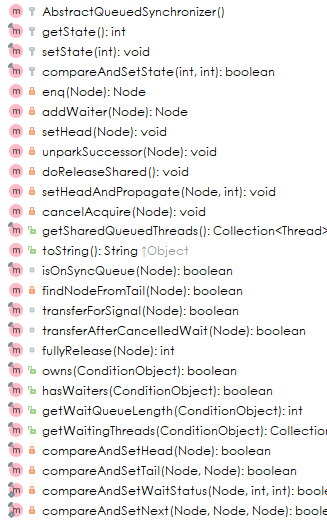 AbstractQueuedSynchronizer()
getState(): int
setState(int): void
compareAndSetState(int, int): boolean
enq(Node): Node
addWaiter(Node): Node
setHead(Node): void
unparkSuccessor(Node): void
doReleaseShared(): void
setHeadAndPropagate(Node, int): void
cancelAcquire(Node): void
getSharedQueuedThreads(): Collection<Thread>
toString(): String ↑Object
isOnSyncQueue(Node): boolean
findNodeFromTail(Node): boolean
transferForSignal(Node): boolean
transferAfterCancelledWait(Node): boolean
fullyRelease(Node): int
owns(ConditionObject): boolean
hasWaiters(ConditionObject): boolean
getWaitQueueLength(ConditionObject): int
getWaitingThreads(ConditionObject): Collection
compareAndSetHead(Node): boolean
compareAndSetTail(Node, Node): boolean
compareAndSetWaitStatus(Node, int, int): boole
compareAndSetNext(Node, Node, Node): boole